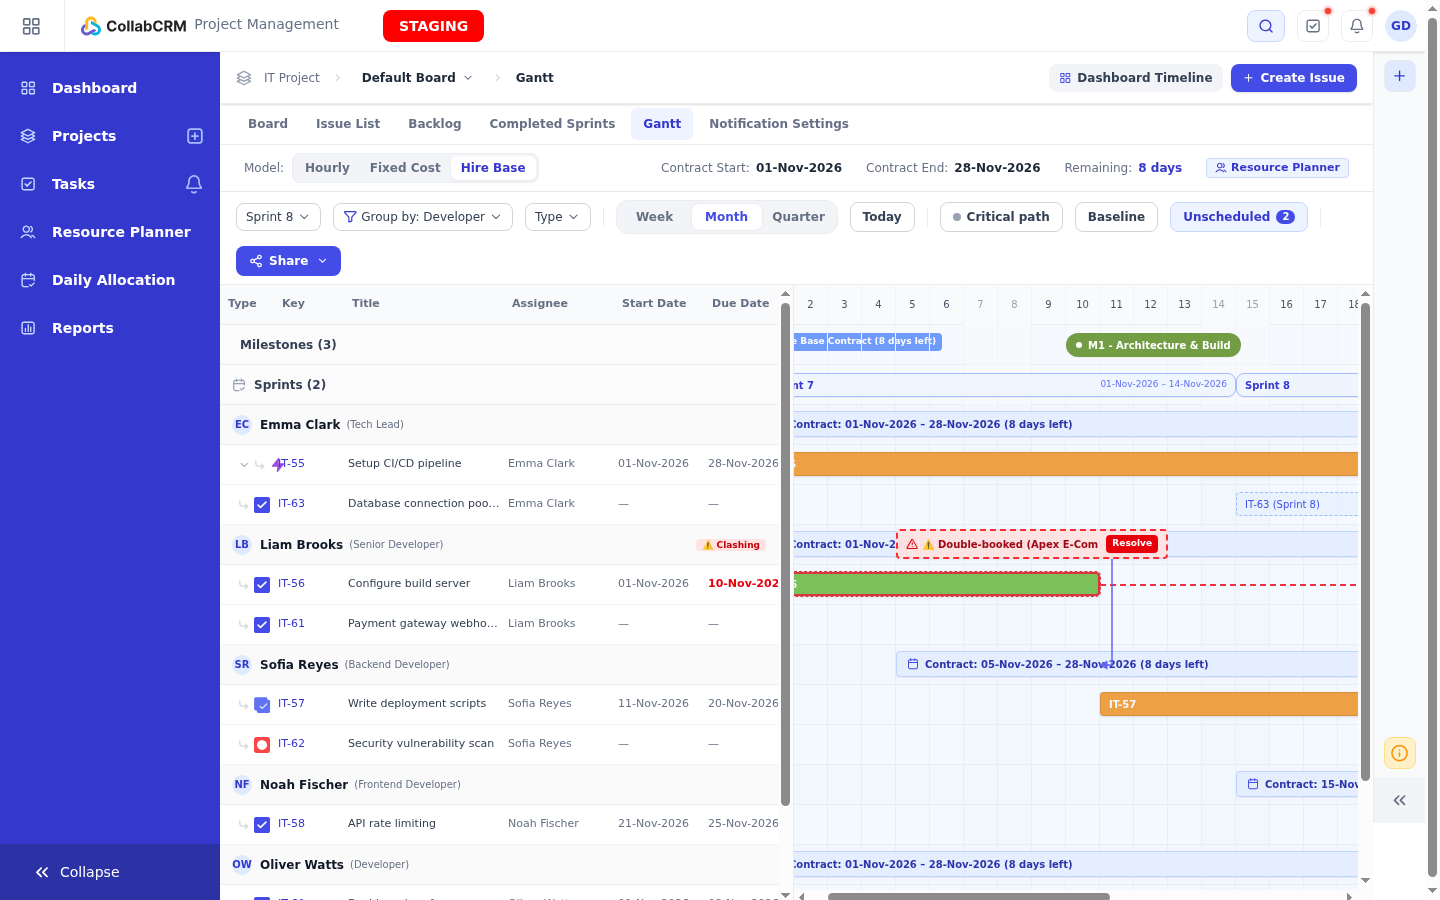 CollabCRM Project Management STAGING GD
Dashboard
Projects
Tasks
Resource Planner
Daily Allocation
Reports
Collapse
IT Project Default Board Gantt Dashboard Timeline Create Issue
Board Issue List Backlog Completed Sprints Gantt Notification Settings
Model: Hourly Fixed Cost Hire Base Contract Start: 01-Nov-2026 Contract End: 28-Nov-2026 Remaining: 8 days Resource Planner
Sprint 8 Group by: Developer Type Week Month Quarter Today Critical path Baseline Unscheduled 2
Share
Type Key Title Assignee Start Date Due Date 2 3 4 5 6 7 8 9 10 11 12 13 14 15 16 17 18
Milestones (3) e Base Contract (8 days left) M1 - Architecture & Build
Sprints (2) nt 7 01-Nov-2026 – 14-Nov-2026 Sprint 8
EC Emma Clark (Tech Lead) Contract: 01-Nov-2026 – 28-Nov-2026 (8 days left)
IT-55 Setup CI/CD pipeline Emma Clark 01-Nov-2026 28-Nov-2026
IT-63 Database connection poo... Emma Clark — — IT-63 (Sprint 8)
LB Liam Brooks (Senior Developer) ⚠️ Clashing Contract: 01-Nov-2 ⚠️ Double-booked (Apex E-Com Resolve
IT-56 Configure build server Liam Brooks 01-Nov-2026 10-Nov-202
IT-61 Payment gateway webho... Liam Brooks — —
SR Sofia Reyes (Backend Developer) Contract: 05-Nov-2026 – 28-Nov-2026 (8 days left)
IT-57 Write deployment scripts Sofia Reyes 11-Nov-2026 20-Nov-2026 IT-57
IT-62 Security vulnerability scan Sofia Reyes — —
NF Noah Fischer (Frontend Developer) Contract: 15-Nov
IT-58 API rate limiting Noah Fischer 21-Nov-2026 25-Nov-2026
OW Oliver Watts (Developer) Contract: 01-Nov-2026 – 28-Nov-2026 (8 days left)